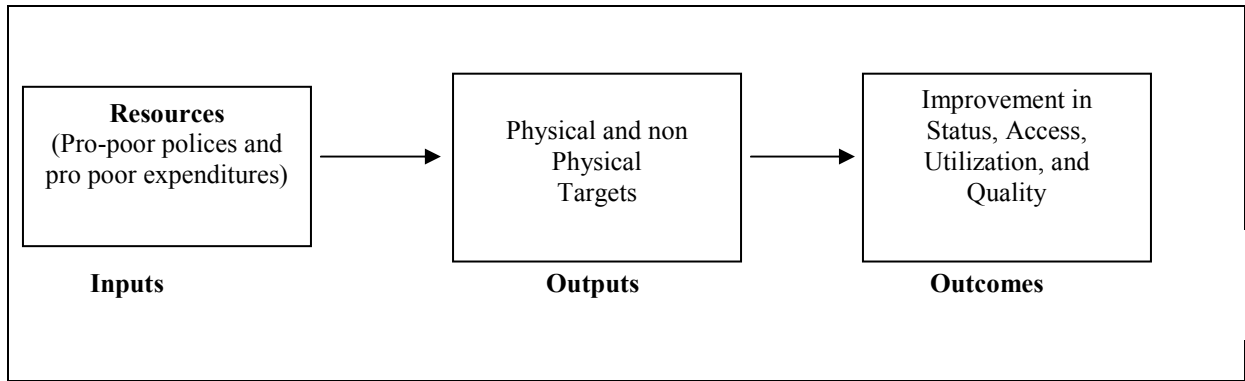 Resources
(Pro-poor polices and
pro poor expenditures)
Inputs
Physical and non
Physical
Targets
Outputs
Improvement in
Status, Access,
Utilization, and
Quality
Outcomes